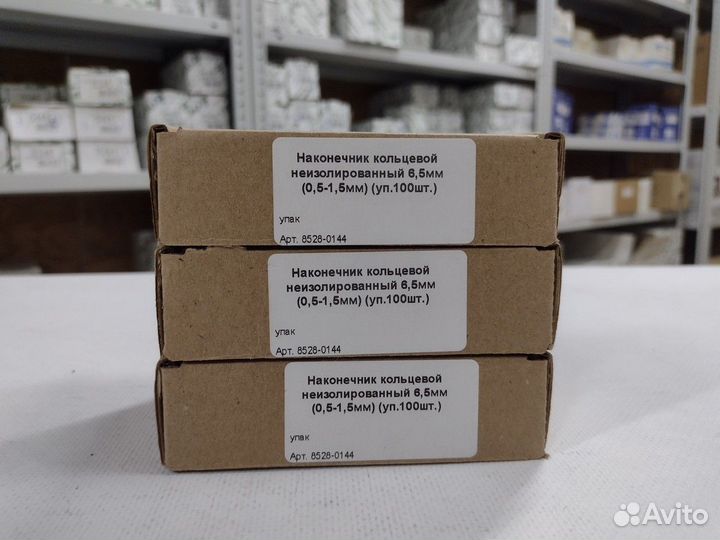 Наконечник кольцевой
неизолированный 6,5мм
(0,5-1,5мм) (уп.100шт.)
упак
Арт. 8528-0144
Наконечник кольцевой
неизолированный 6,5мм
(0,5-1,5мм) (уп.100шт.)
упак
Арт. 8528-0144
Наконечник кольцевой
неизолированный 6,5мм
(0,5-1,5мм) (уп.100шт.)
упак
Арт. 8528-0144
Avito